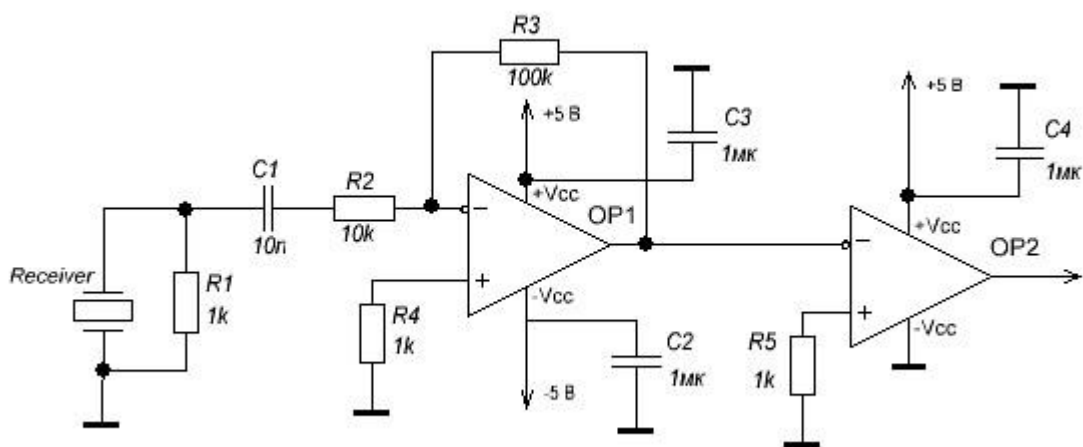 R3
100k
+5 В
C3
1мк
+5 В
C4
1мк
C1
10n
R2
10k
+Vcc
OP1
+Vcc
OP2
Receiver
R1
1k
R4
1k
-Vcc
C2
1мк
-5 В
R5
1k
-Vcc